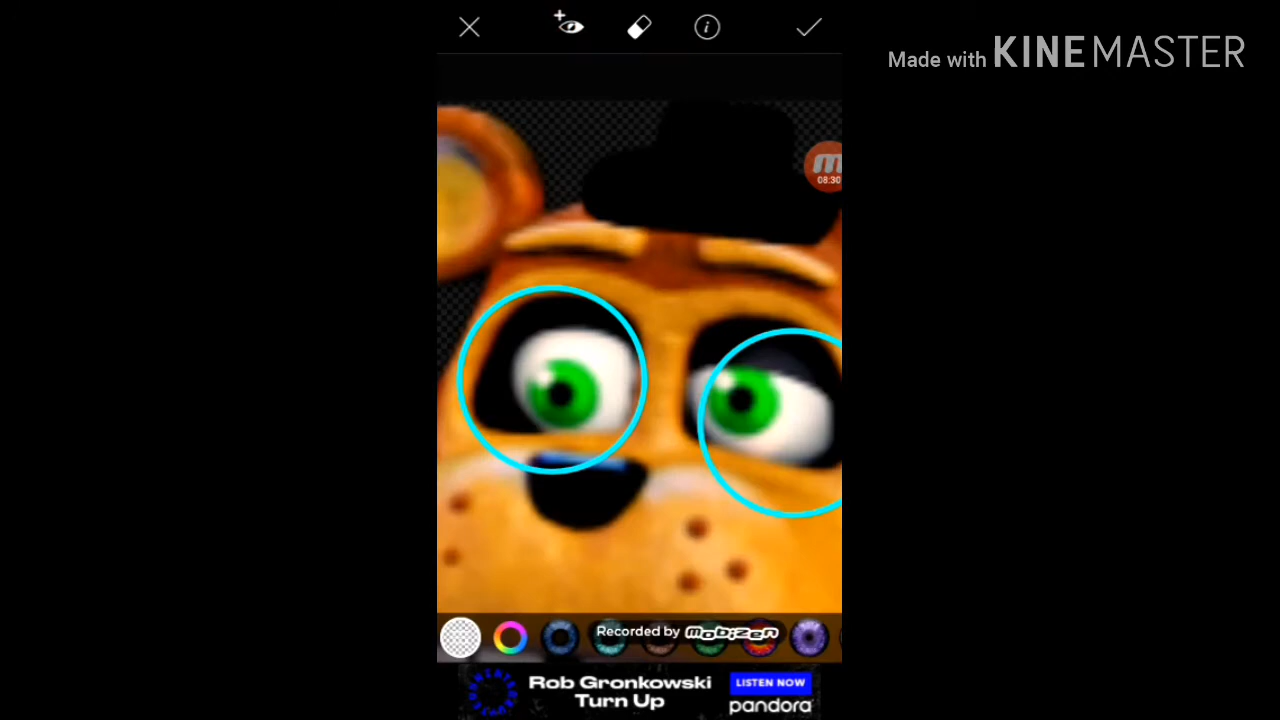 Made with KINEMASTER
08:30
Recorded by mobizen
Rob Gronkowski
Turn Up
LISTEN NOW
pandora